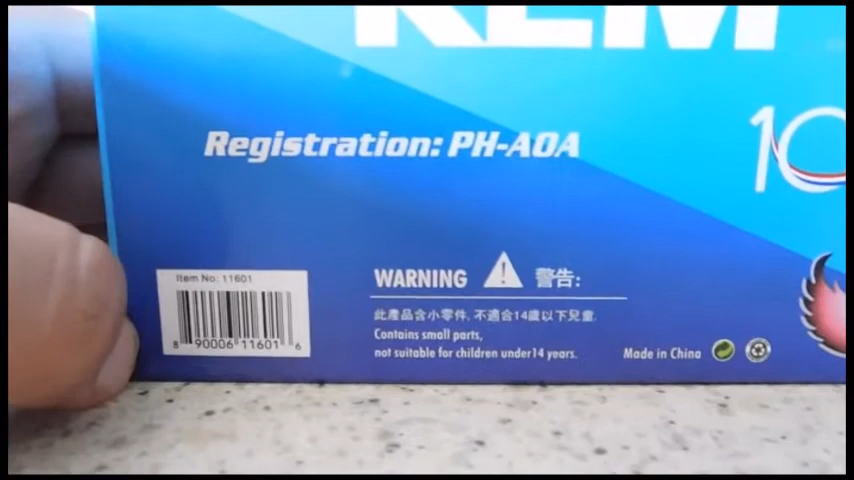 KLM
10
Registration: PH-AOA
Item No: 11601
8 90006 11601 6
WARNING 警告:
此產品含小零件, 不適合14歲以下兒童.
Contains small parts,
not suitable for children under14 years.
Made in China